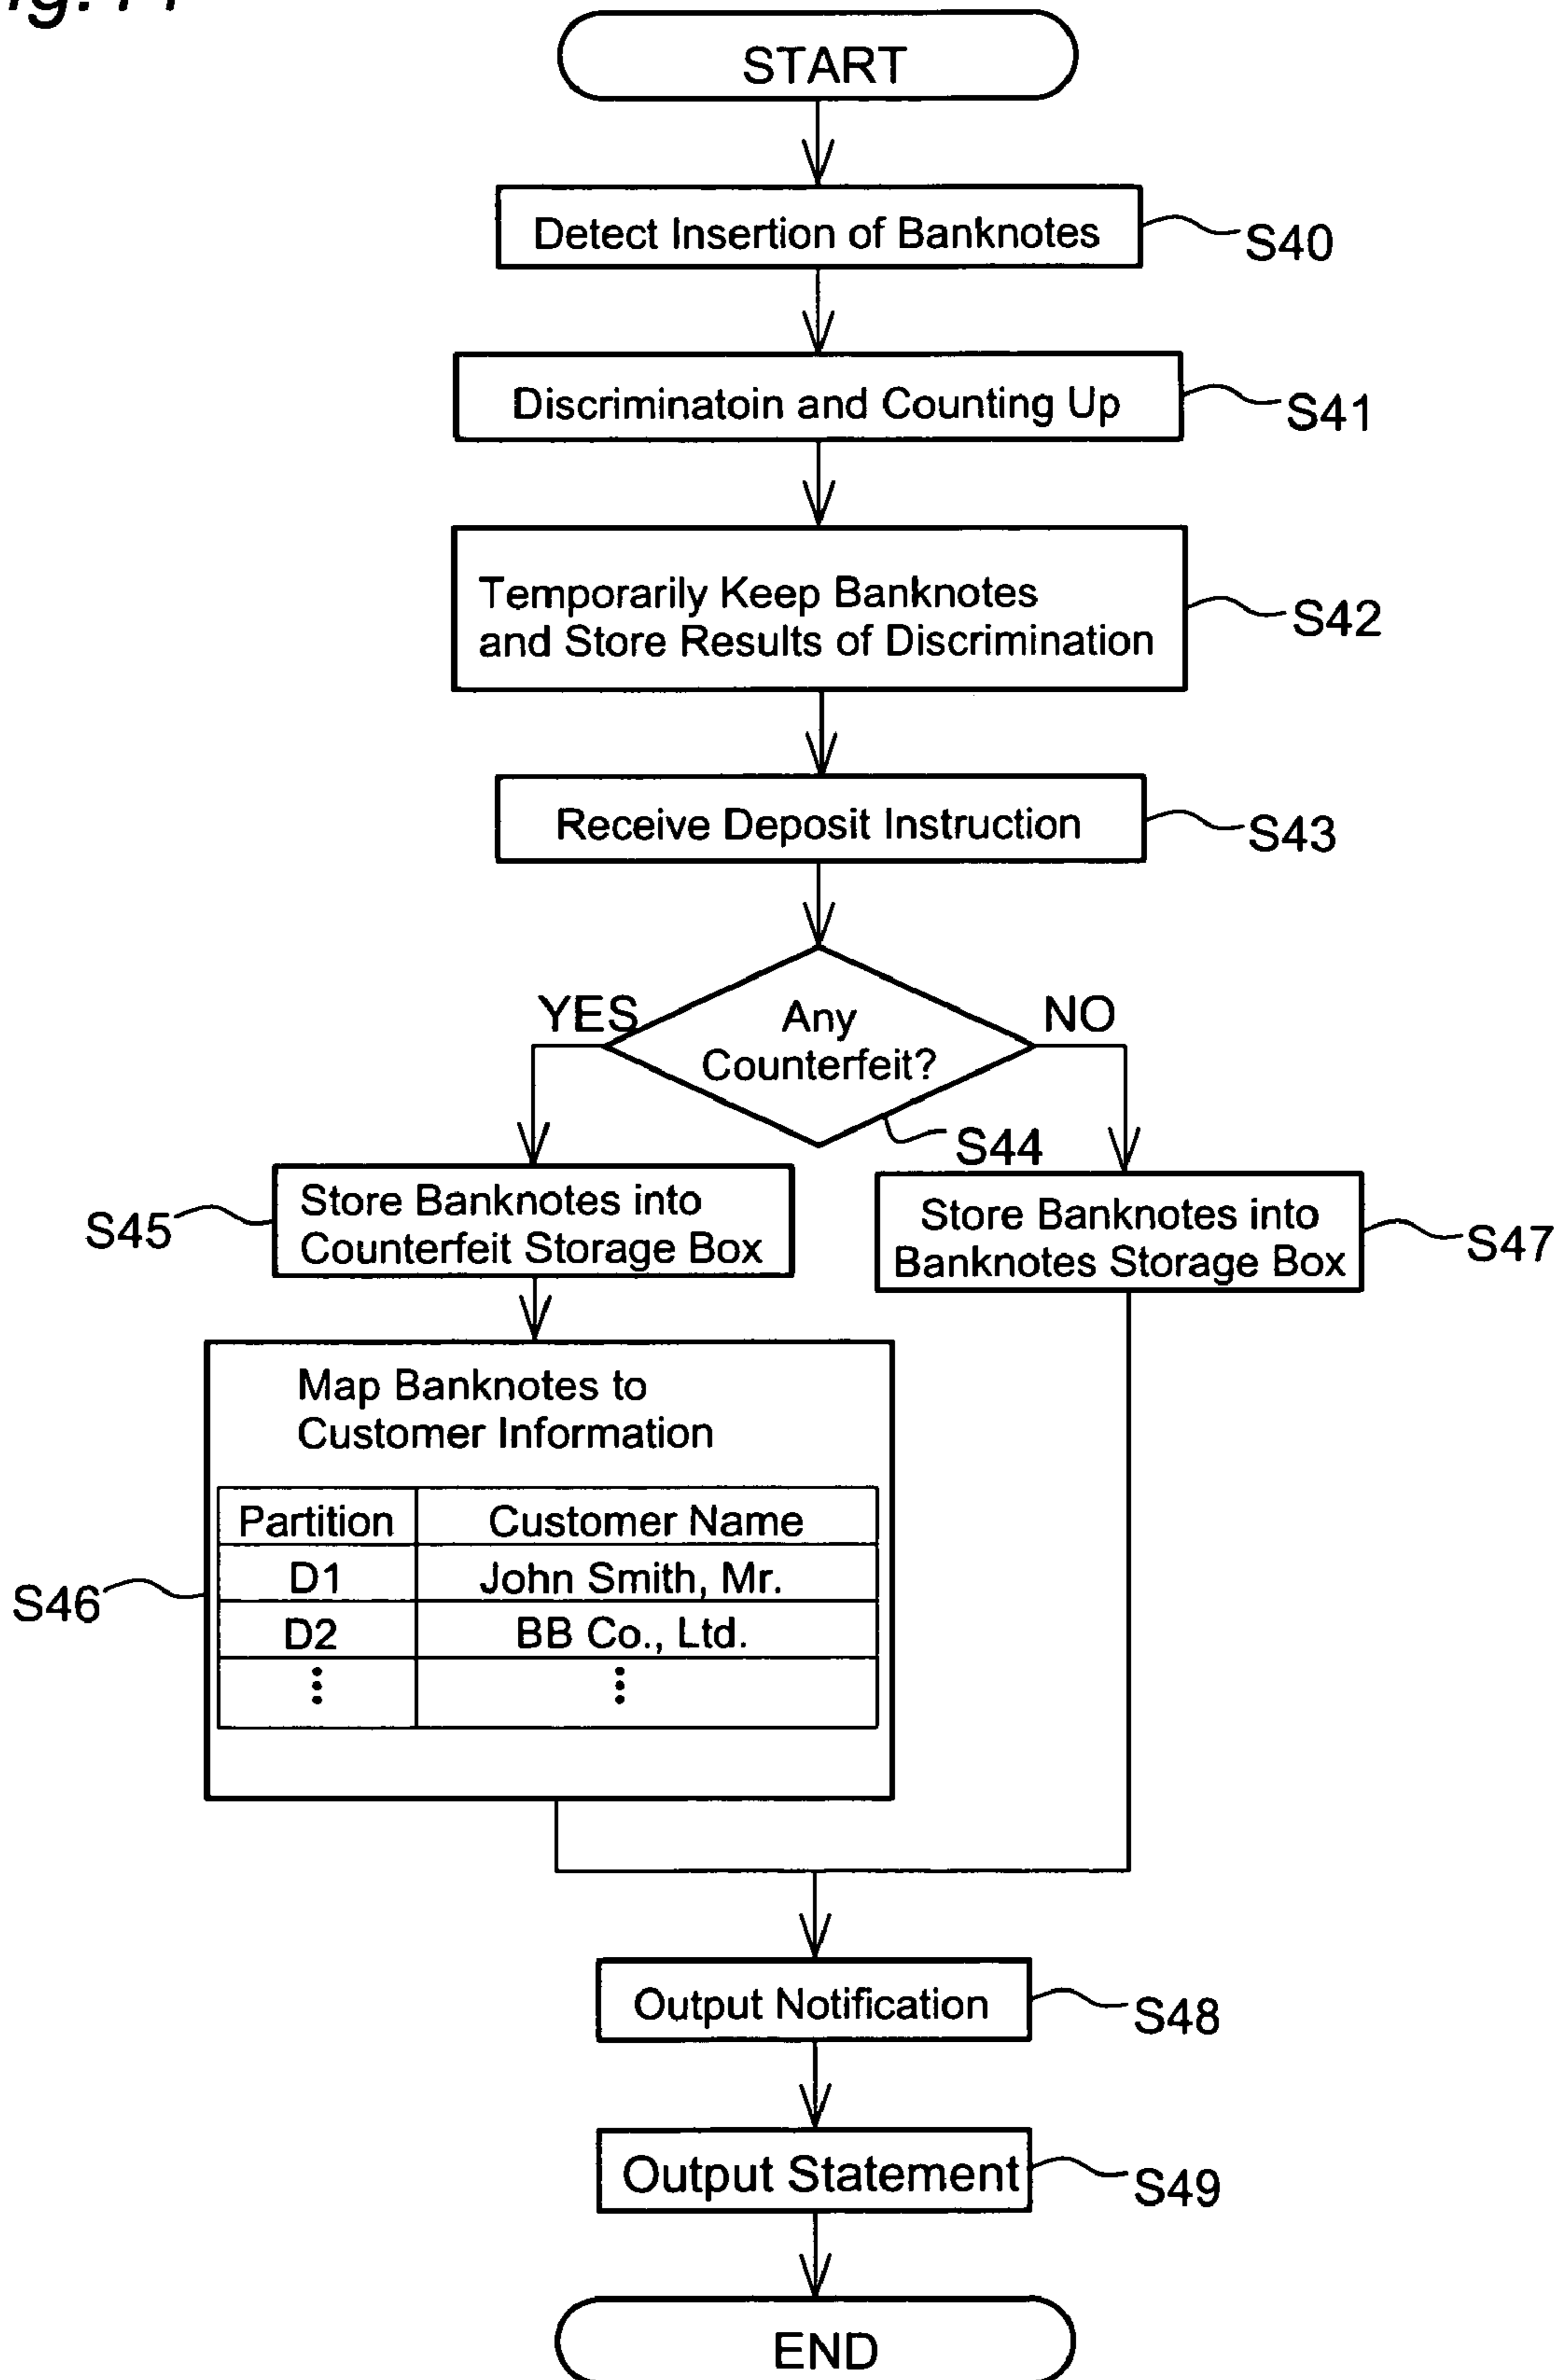 START
Detect Insertion of Banknotes
S40
Discriminatoin and Counting Up
S41
Temporarily Keep Banknotes
and Store Results of Discrimination
S42
Receive Deposit Instruction
S43
YES
Any
Counterfeit?
NO
S44
S45
Store Banknotes into
Counterfeit Storage Box
Store Banknotes into
Banknotes Storage Box
S47
S46
Map Banknotes to
Customer Information
Partition Customer Name
D1 John Smith, Mr.
D2 BB Co., Ltd.
Output Notification
S48
Output Statement
S49
END